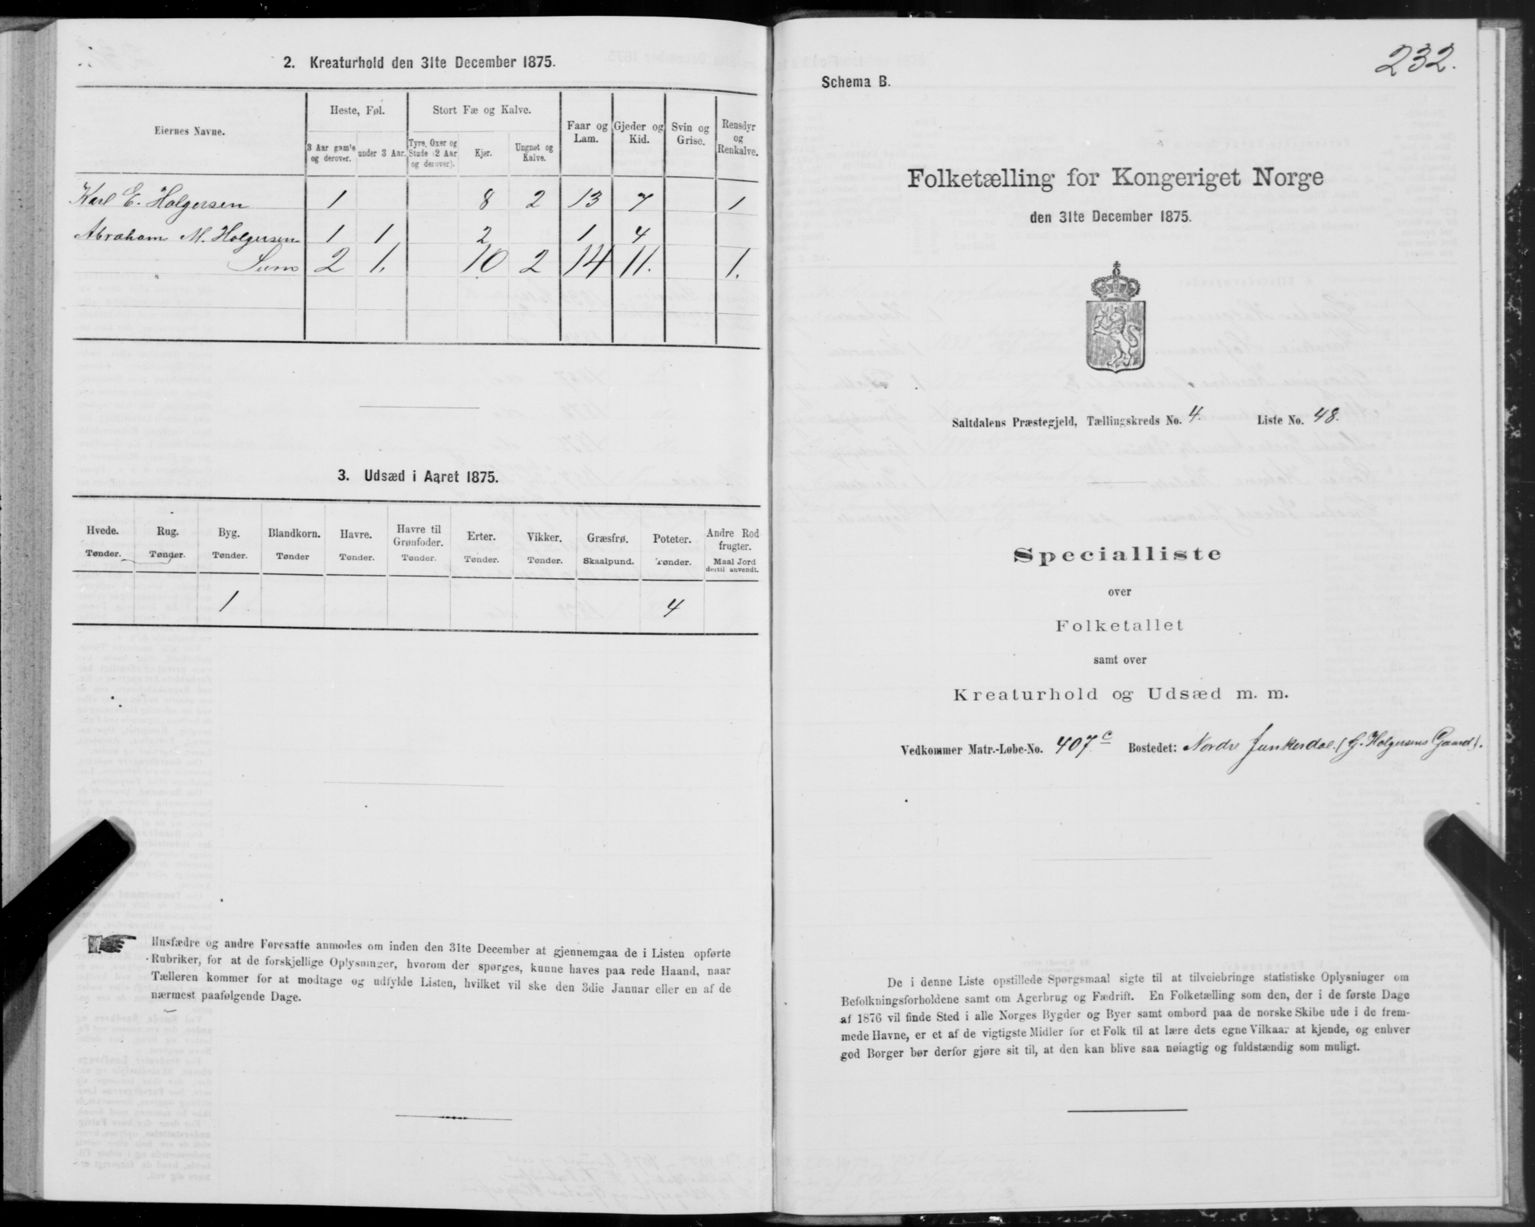 2. Kreaturhold den 31te December 1875.
Eiernes Navne.
Heste, Føl.
Stort Fæ og Kalve.
Faar og Lam.
Gjeder og Kid.
Svin og Grise.
Rensdyr og Renkalve.
3 Aar gam's og derover.
under 3 Aar.
Tyre, Oxer og Stude (2 Aar og derover).
Kjør.
Ungnøt og Kalve.
Karl E. Holgersen 1 8 2 13 7 1
Abraham M. Holgersen 1 1 2 1 4
Sum 2 1. 10 2 14 11. 1.
3. Udsæd i Aaret 1875.
Hvede. Rug. Byg. Blandkorn. Havre. Havre til Grønfoder. Erter. Vikker. Græsfrø. Poteter. Andre Rod frugter.
Tønder. Tønder. Tønder. Tønder Tønder. Tønder. Tønder. Tønder. Skaalpund. Tønder. Maal Jord dertil anvendt.
1 4
Husfædre og andre Foresatte anmodes om inden den 31te December at gjennemgaa de i Listen opførte
Rubriker, for at de forskjellige Oplysninger, hvorom der spørges, kunne haves paa rede Haand, naar
Tælleren kommer for at modtage og udfylde Listen, hvilket vil ske den 3die Januar eller en af de
nærmest paafølgende Dage.
232.
Schema B.
Folketælling for Kongeriget Norge
den 31te December 1875.
Saltdalens Præstegjeld, Tællingskreds No. 4. Liste No. 48.
Specialliste
over
Folketallet
samt over
Kreaturhold og Udsæd m. m.
Vedkommer Matr.-Løbe-No. 407 c Bostedet: Nordre Junkerdal (G. Holgersens Gaard).
De i denne Liste opstillede Spørgsmaal sigte til at tilveiebringe statistiske Oplysninger om
Befolkningsforholdene samt om Agerbrug og Fædrift. En Folketælling som den, der i de første Dage
af 1876 vil finde Sted i alle Norges Bygder og Byer samt ombord paa de norske Skibe ude i de frem-
mede Havne, er et af de vigtigste Midler for et Folk til at lære dets egne Vilkaar at kjende, og enhver
god Borger bør derfor gjøre sit til, at den kan blive saa nøiagtig og fuldstændig som muligt.